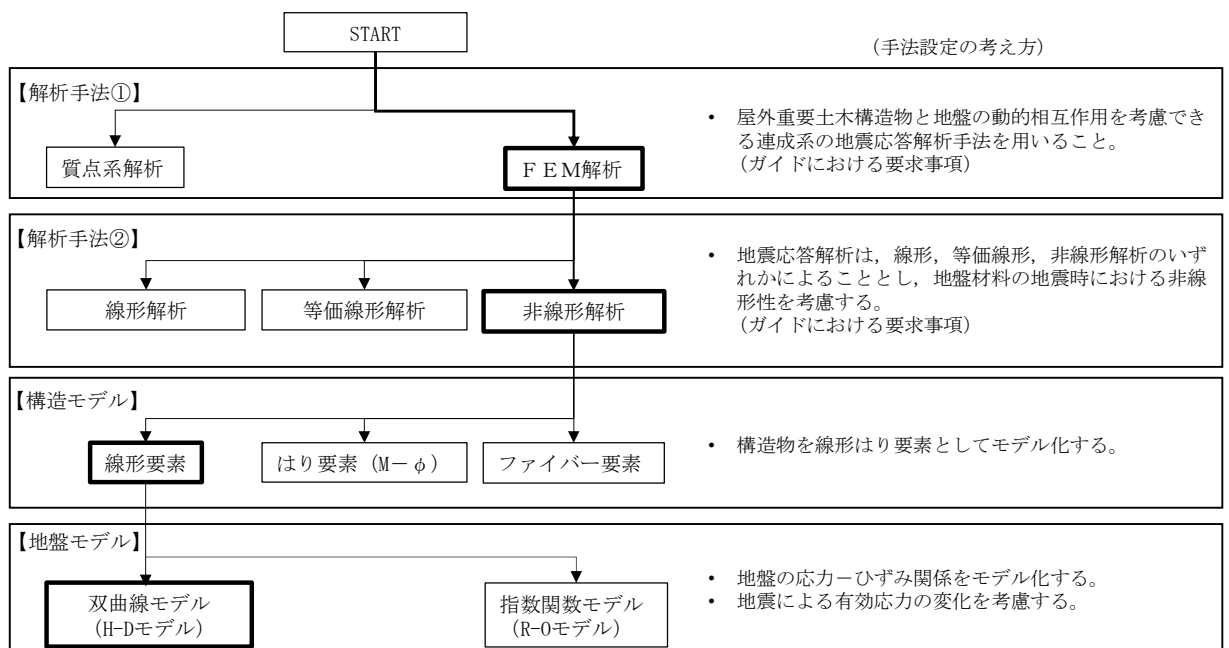 START
(手法設定の考え方)
【解析手法①】
質点系解析
FEM解析
• 屋外重要土木構造物と地盤の動的相互作用を考慮でき
る連成系の地震応答解析手法を用いること。
(ガイドにおける要求事項)
【解析手法②】
線形解析
等価線形解析
非線形解析
• 地震応答解析は,線形,等価線形,非線形解析のいず
れかによることとし,地盤材料の地震時における非線
形性を考慮する。
(ガイドにおける要求事項)
【構造モデル】
線形要素
はり要素(M-φ)
ファイバー要素
• 構造物を線形はり要素としてモデル化する。
【地盤モデル】
双曲線モデル
(H-Dモデル)
指数関数モデル
(R-Oモデル)
• 地盤の応力-ひずみ関係をモデル化する。
• 地震による有効応力の変化を考慮する。